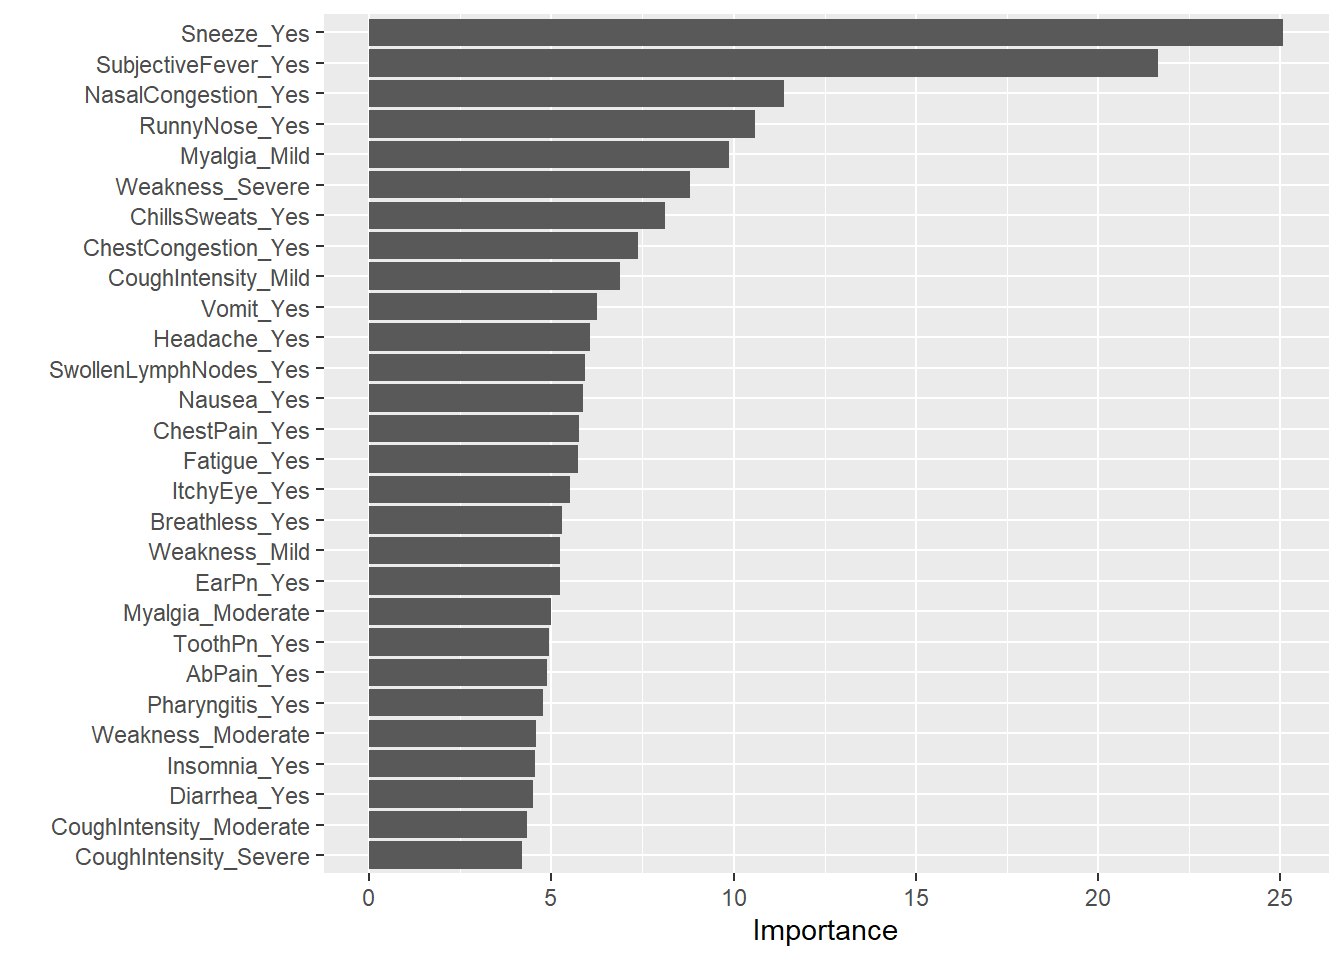 Sneeze_Yes
SubjectiveFever_Yes
NasalCongestion_Yes
RunnyNose_Yes
Myalgia_Mild
Weakness_Severe
ChillsSweats_Yes
ChestCongestion_Yes
CoughIntensity_Mild
Vomit_Yes
Headache_Yes
SwollenLymphNodes_Yes
Nausea_Yes
ChestPain_Yes
Fatigue_Yes
ItchyEye_Yes
Breathless_Yes
Weakness_Mild
EarPn_Yes
Myalgia_Moderate
ToothPn_Yes
AbPain_Yes
Pharyngitis_Yes
Weakness_Moderate
Insomnia_Yes
Diarrhea_Yes
CoughIntensity_Moderate
CoughIntensity_Severe
0 5 10 15 20 25
Importance